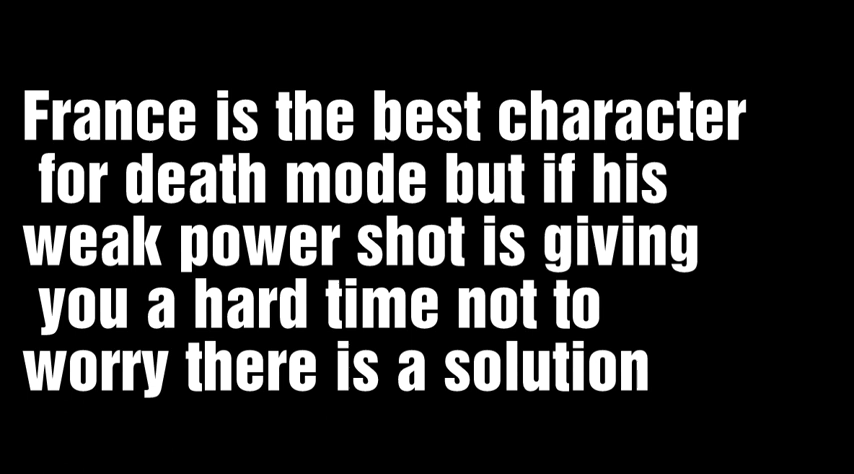 France is the best character
for death mode but if his
weak power shot is giving
you a hard time not to
worry there is a solution